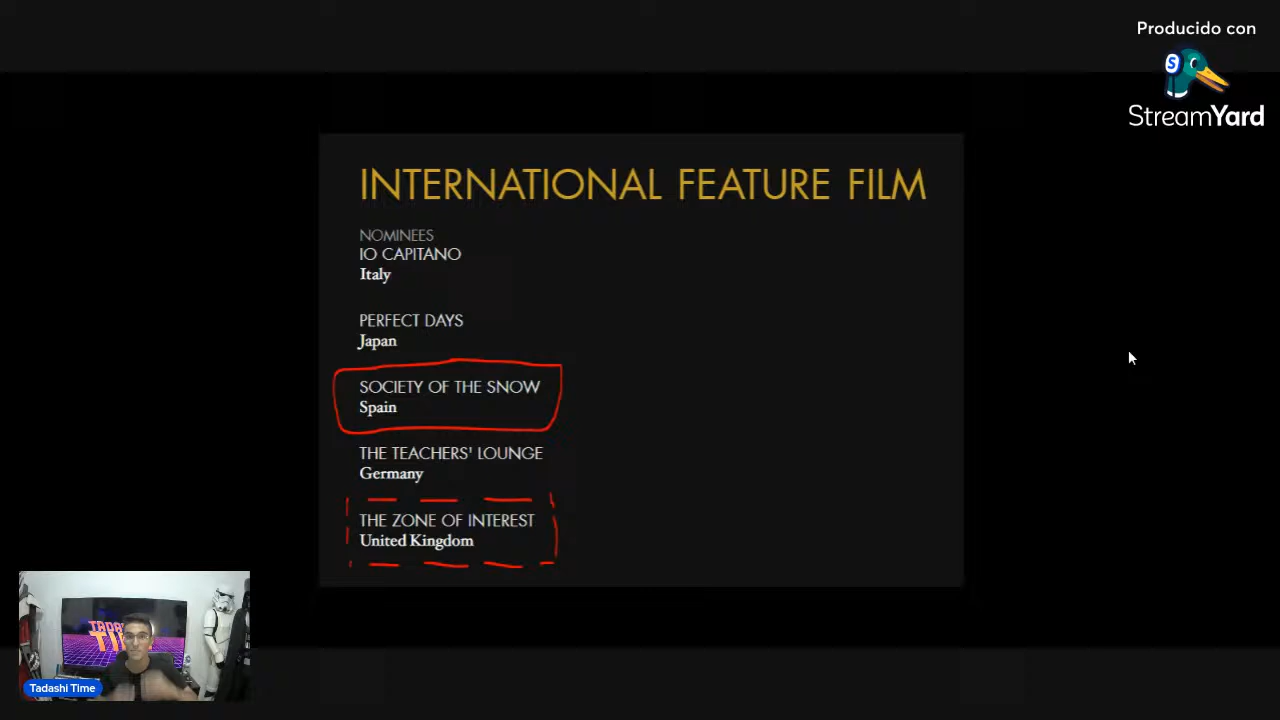 Producido con
StreamYard
INTERNATIONAL FEATURE FILM
NOMINEES
IO CAPITANO
Italy
PERFECT DAYS
Japan
SOCIETY OF THE SNOW
Spain
THE TEACHERS' LOUNGE
Germany
THE ZONE OF INTEREST
United Kingdom
Tadashi Time